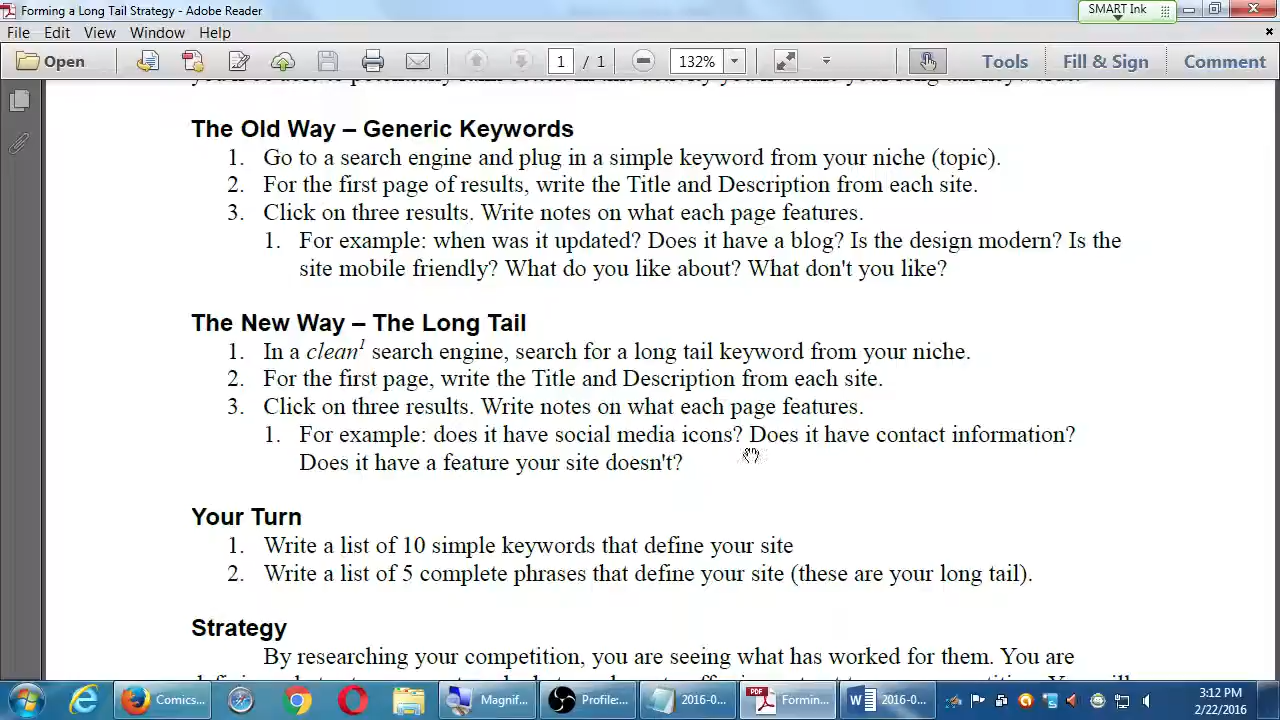 Forming a Long Tail Strategy - Adobe Reader
SMART Ink
File Edit View Window Help
Open 1 / 1 132% Tools Fill & Sign Comment
The Old Way – Generic Keywords
1. Go to a search engine and plug in a simple keyword from your niche (topic).
2. For the first page of results, write the Title and Description from each site.
3. Click on three results. Write notes on what each page features.
1. For example: when was it updated? Does it have a blog? Is the design modern? Is the
site mobile friendly? What do you like about? What don't you like?
The New Way – The Long Tail
1. In a clean1 search engine, search for a long tail keyword from your niche.
2. For the first page, write the Title and Description from each site.
3. Click on three results. Write notes on what each page features.
1. For example: does it have social media icons? Does it have contact information?
Does it have a feature your site doesn't?
Your Turn
1. Write a list of 10 simple keywords that define your site
2. Write a list of 5 complete phrases that define your site (these are your long tail).
Strategy
By researching your competition, you are seeing what has worked for them. You are
Comics... Magnif... Profile:... 2016-0... Formin... 2016-0...
3:12 PM
2/22/2016